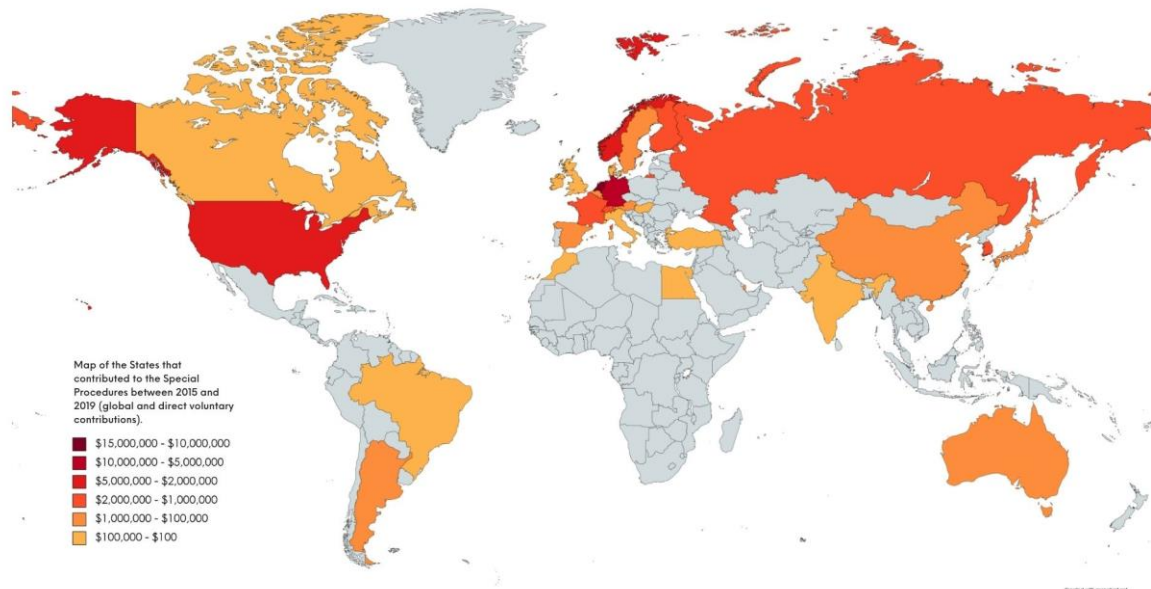 Map of the States that
contributed to the Special
Procedures between 2015 and
2019 (global and direct voluntary
contributions).
$15,000,000 - $10,000,000
$10,000,000 - $5,000,000
$5,000,000 - $2,000,000
$2,000,000 - $1,000,000
$1,000,000 - $100,000
$100,000 - $100